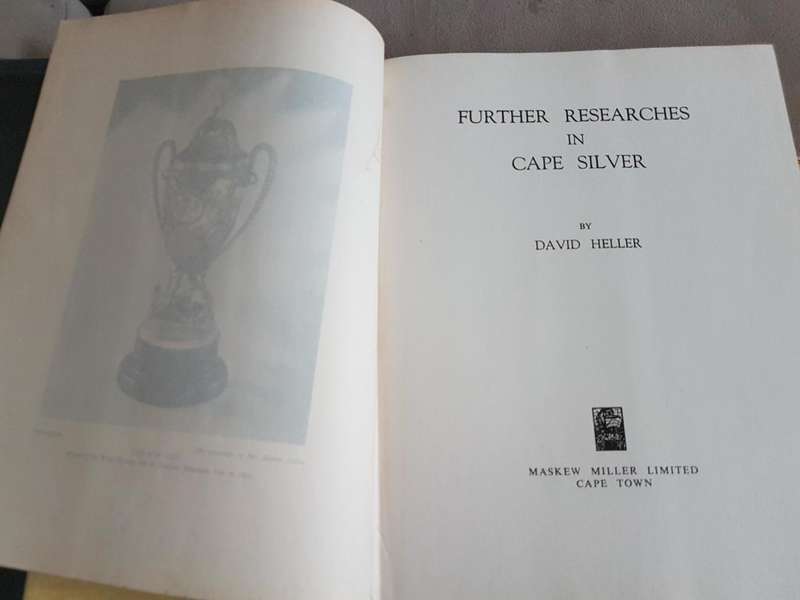 FURTHER RESEARCHES
IN
CAPE SILVER
BY
DAVID HELLER
MASKEW MILLER LIMITED
CAPE TOWN